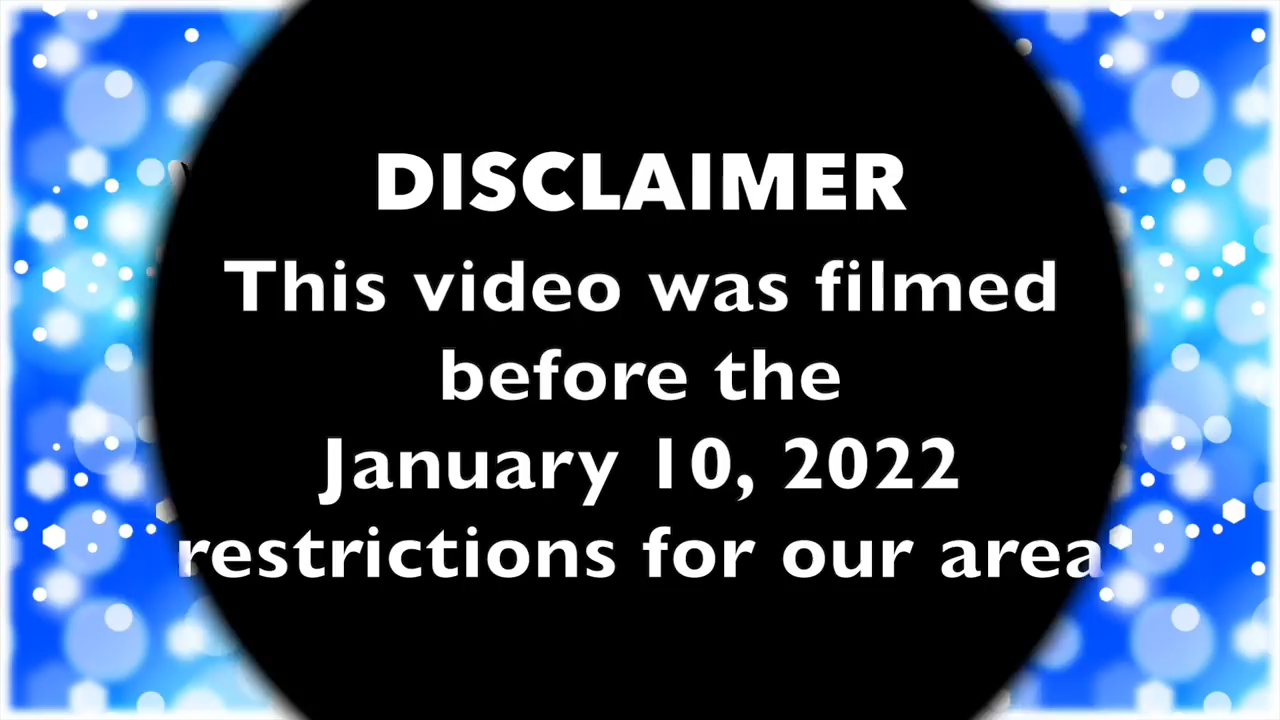 DISCLAIMER
This video was filmed
before the
January 10, 2022
restrictions for our area